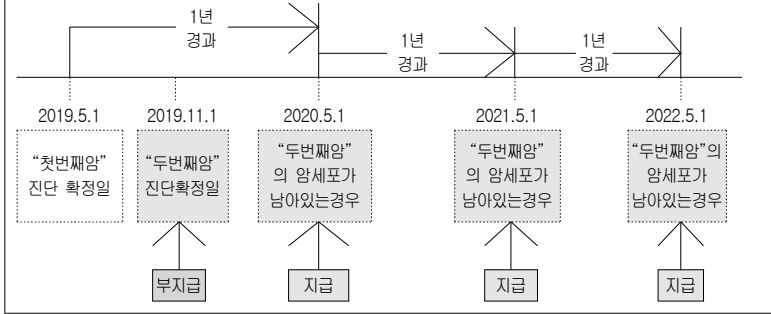 1년
경과
1년
경과
1년
경과
2019.5.1
2019.11.1
2020.5.1
2021.5.1
2022.5.1
“첫번째암”
진단 확정일
“두번째암”
진단확정일
“두번째암”
의 암세포가
남아있는경우
“두번째암”
의 암세포가
남아있는경우
“두번째암”의
암세포가
남아있는경우
부지급
지급
지급
지급